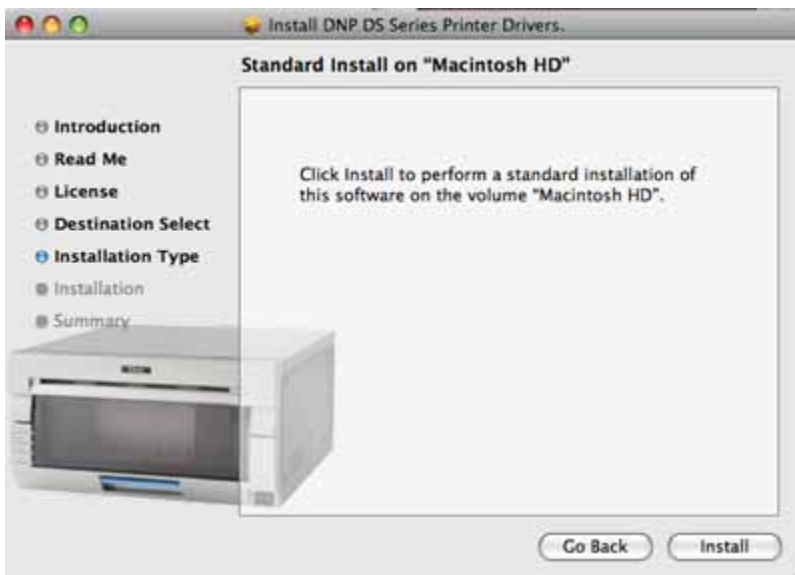 Install DNP DS Series Printer Drivers.
Standard Install on "Macintosh HD"
Introduction
Read Me
License
Destination Select
Installation Type
Installation
Summary
Click Install to perform a standard installation of
this software on the volume "Macintosh HD".
Go Back
Install